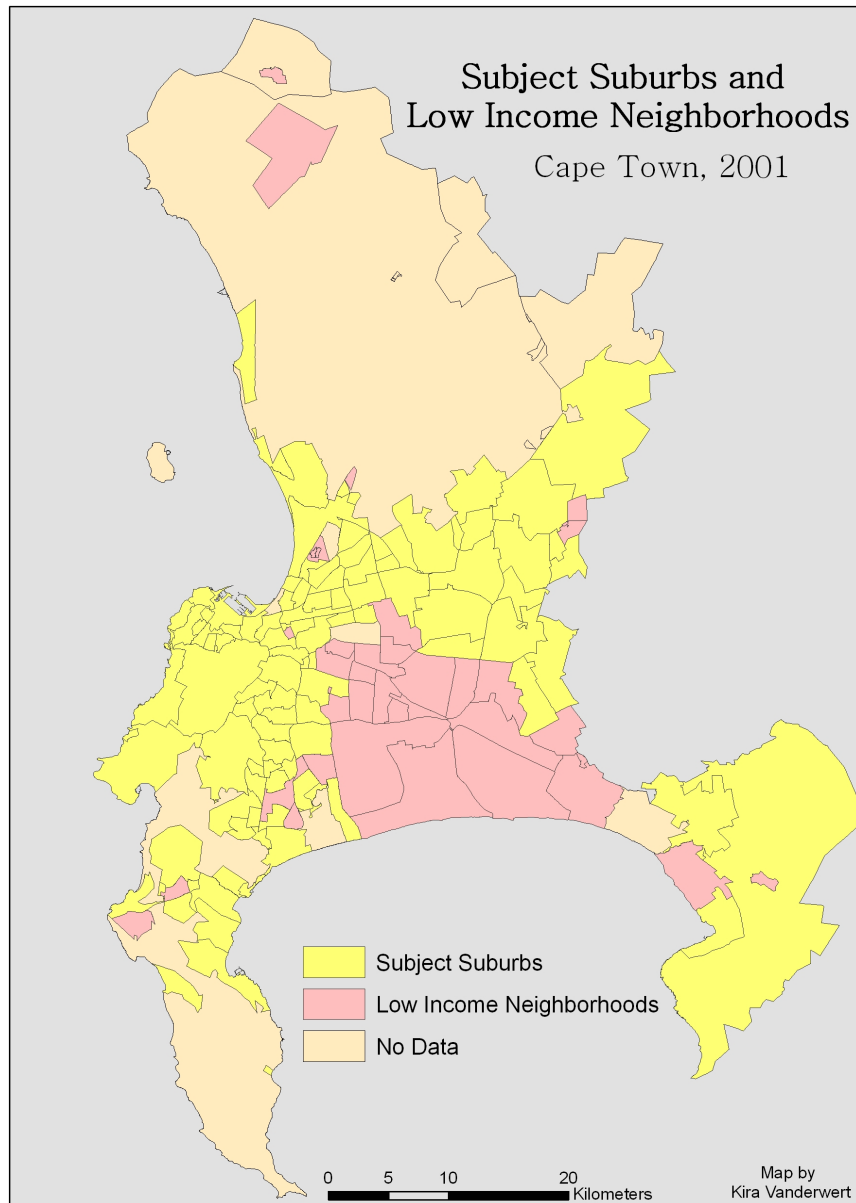 Subject Suburbs and
Low Income Neighborhoods
Cape Town, 2001
Subject Suburbs
Low Income Neighborhoods
No Data
0 5 10 20
Kilometers
Map by
Kira Vanderwert